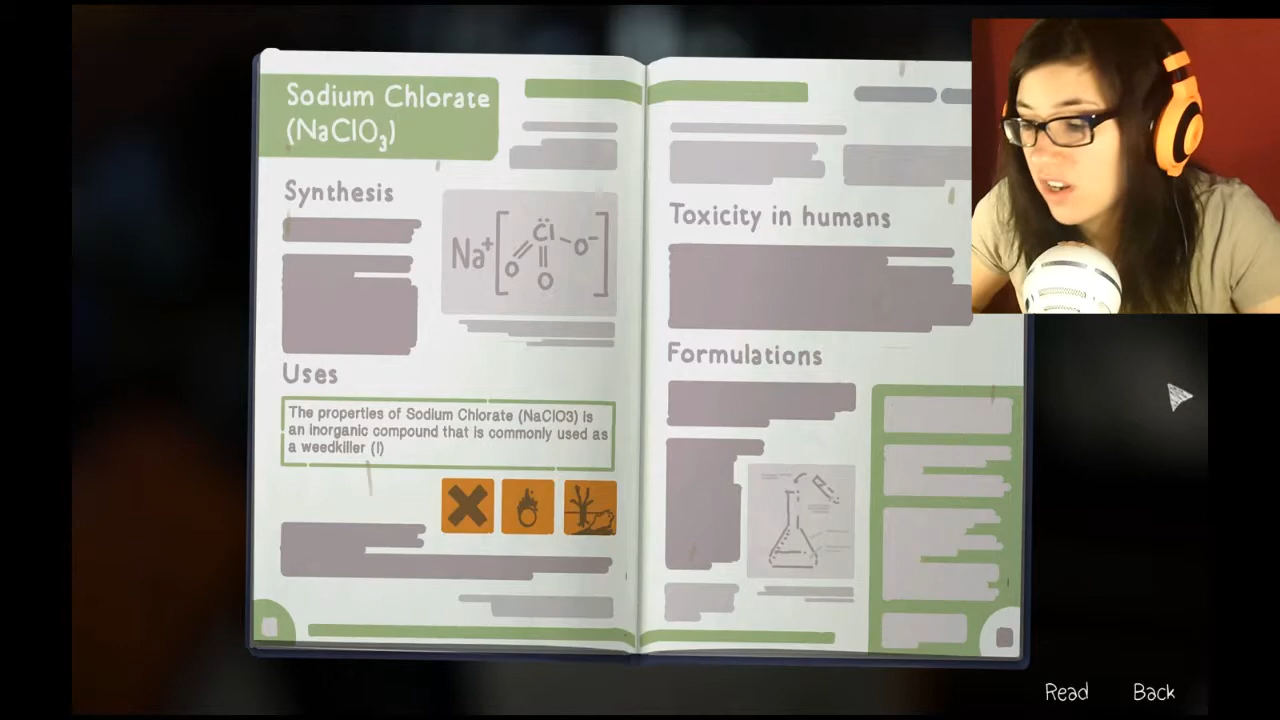 Sodium Chlorate
(NaClO3)
Synthesis
Na+ [ O Cl O O- ]
Uses
The properties of Sodium Chlorate (NaClO3) is
an inorganic compound that is commonly used as
a weedkiller (I)
Toxicity in humans
Formulations
Read Back